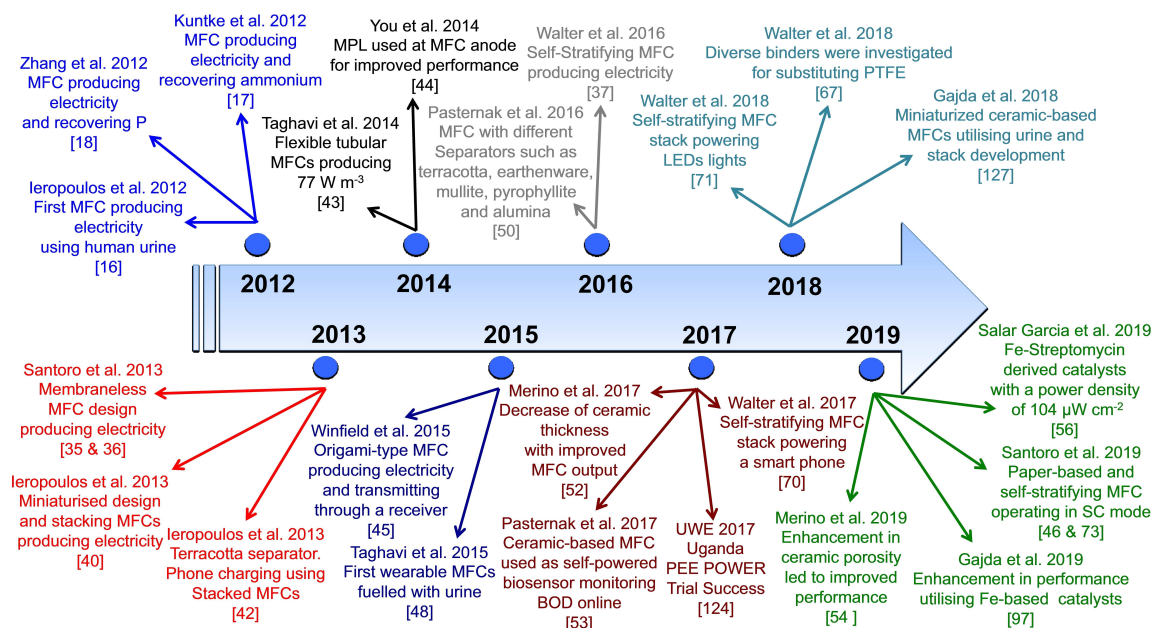 Zhang et al. 2012
MFC producing
electricity
and recovering P
[18]
Kuntke et al. 2012
MFC producing
electricity and
recovering ammonium
[17]
Ieropoulos et al. 2012
First MFC producing
electricity
using human urine
[16]
You et al. 2014
MPL used at MFC anode
for improved performance
[44]
Taghavi et al. 2014
Flexible tubular
MFCs producing
77 W m⁻³
[43]
Walter et al. 2016
Self-Stratifying MFC
producing electricity
[37]
Pasternak et al. 2016
MFC with different
Separators such as
terracotta, earthenware,
mullite, pyrophyllite
and alumina
[50]
Walter et al. 2018
Diverse binders were investigated
for substituting PTFE
[67]
Walter et al. 2018
Self-stratifying MFC
stack powering
LEDs lights
[71]
Gajda et al. 2018
Miniaturized ceramic-based
MFCs utilising urine and
stack development
[127]
2012
2014
2016
2018
2013
2015
2017
2019
Santoro et al. 2013
Membraneless
MFC design
producing electricity
[35 & 36]
Ieropoulos et al. 2013
Miniaturised design
and stacking MFCs
producing electricity
[40]
Ieropoulos et al. 2013
Terracotta separator.
Phone charging using
Stacked MFCs
[42]
Winfield et al. 2015
Origami-type MFC
producing electricity
and transmitting
through a receiver
[45]
Taghavi et al. 2015
First wearable MFCs
fuelled with urine
[48]
Merino et al. 2017
Decrease of ceramic
thickness
with improved
MFC output
[52]
Pasternak et al. 2017
Ceramic-based MFC
used as self-powered
biosensor monitoring
BOD online
[53]
Walter et al. 2017
Self-stratifying MFC
stack powering
a smart phone
[70]
UWE 2017
Uganda
PEE POWER
Trial Success
[124]
Merino et al. 2019
Enhancement in
ceramic porosity
led to improved
performance
[54 ]
Salar Garcia et al. 2019
Fe-Streptomycin
derived catalysts
with a power density
of 104 µW cm⁻²
[56]
Santoro et al. 2019
Paper-based and
self-stratifying MFC
operating in SC mode
[46 & 73]
Gajda et al. 2019
Enhancement in performance
utilising Fe-based catalysts
[97]